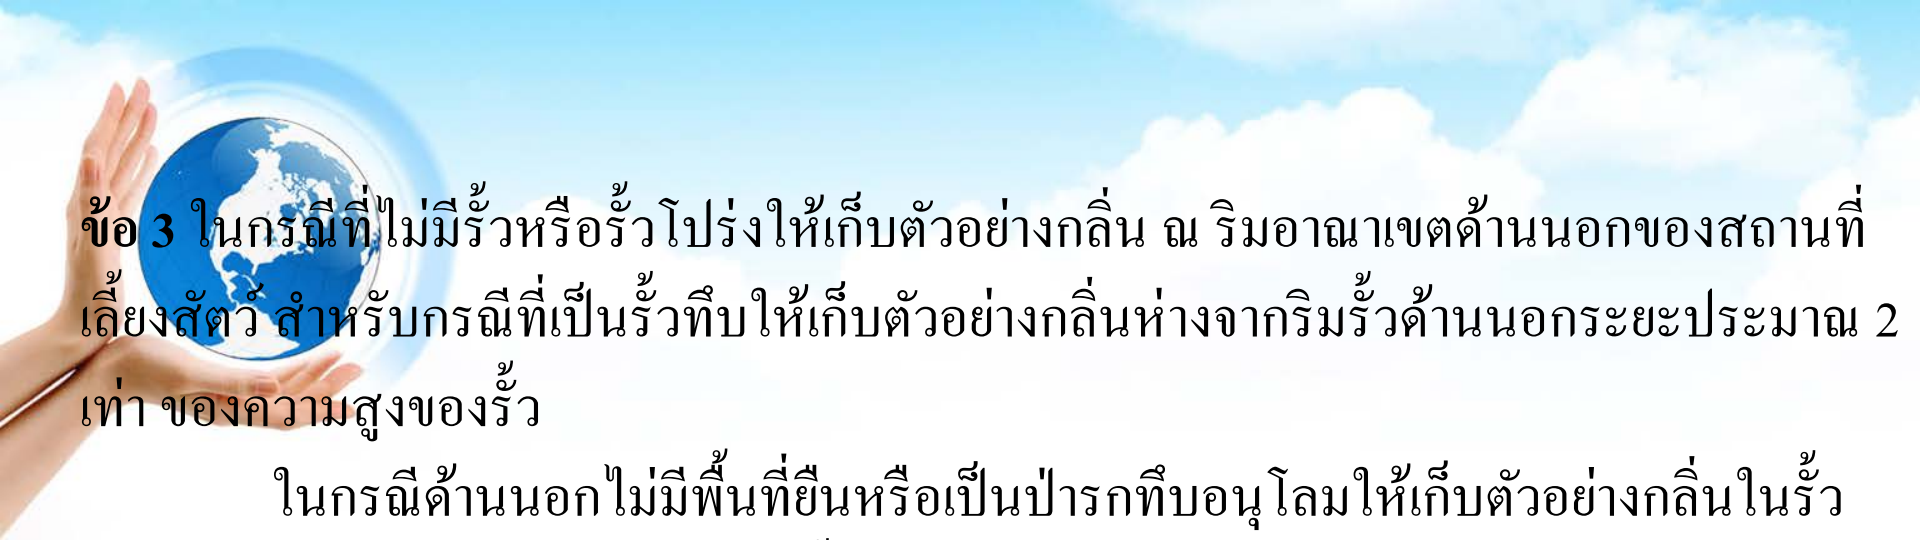 ข้อ 3 ในกรณีที่ไม่มีรั้วหรือรั้วโปร่งให้เก็บตัวอย่างกลิ่น ณ ริมอาณาเขตด้านนอกของสถานที่
เลี้ยงสัตว์ สำหรับกรณีที่เป็นรั้วทึบให้เก็บตัวอย่างกลิ่นห่างจากริมรั้วด้านนอกระยะประมาณ 2
เท่า ของความสูงของรั้ว
ในกรณีด้านนอกไม่มีพื้นที่ยืนหรือเป็นป่ารกทึบอนุโลมให้เก็บตัวอย่างกลิ่นในรั้ว